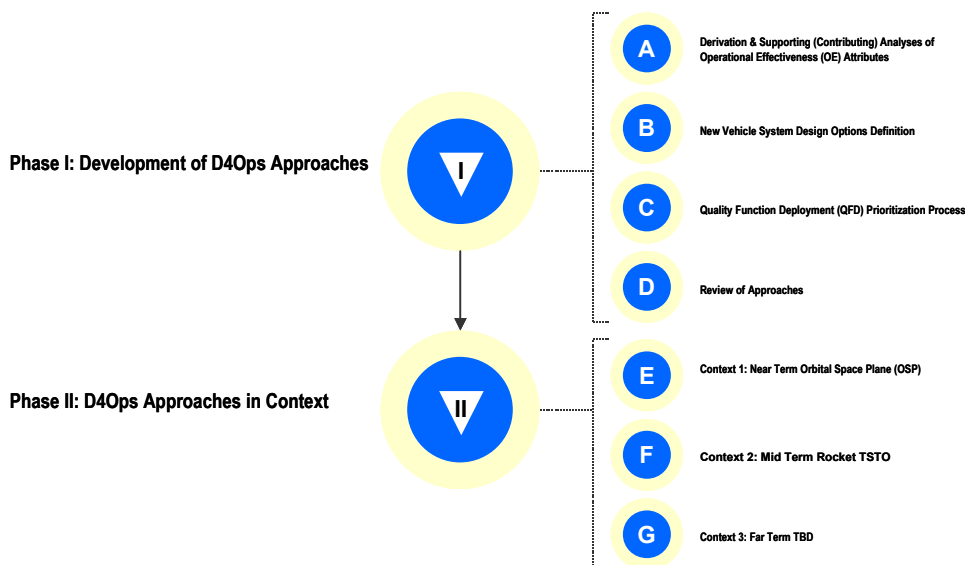 Phase I: Development of D4Ops Approaches
I
A
Derivation & Supporting (Contributing) Analyses of
Operational Effectiveness (OE) Attributes
B
New Vehicle System Design Options Definition
C
Quality Function Deployment (QFD) Prioritization Process
D
Review of Approaches
Phase II: D4Ops Approaches in Context
II
E
Context 1: Near Term Orbital Space Plane (OSP)
F
Context 2: Mid Term Rocket TSTO
G
Context 3: Far Term TBD